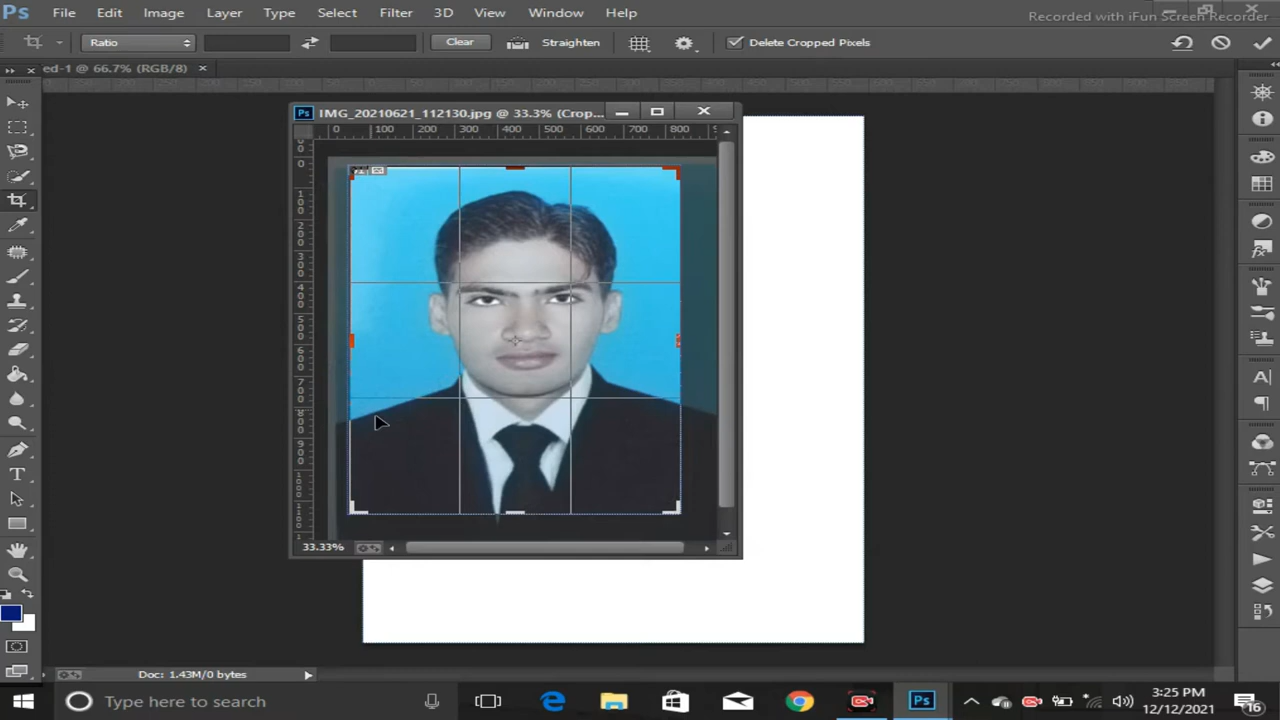 Ps File Edit Image Layer Type Select Filter 3D View Window Help
Recorded with iFun Screen Recorder
Ratio Clear Straighten Delete Cropped Pixels
ed-1 @ 66.7% (RGB/8) ×
Ps IMG_20210621_112130.jpg @ 33.3% (Crop...
0 100 200 300 400 500 600 700 800
33.33%
Doc: 1.43M/0 bytes
Type here to search
Ps
3:25 PM
12/12/2021
16